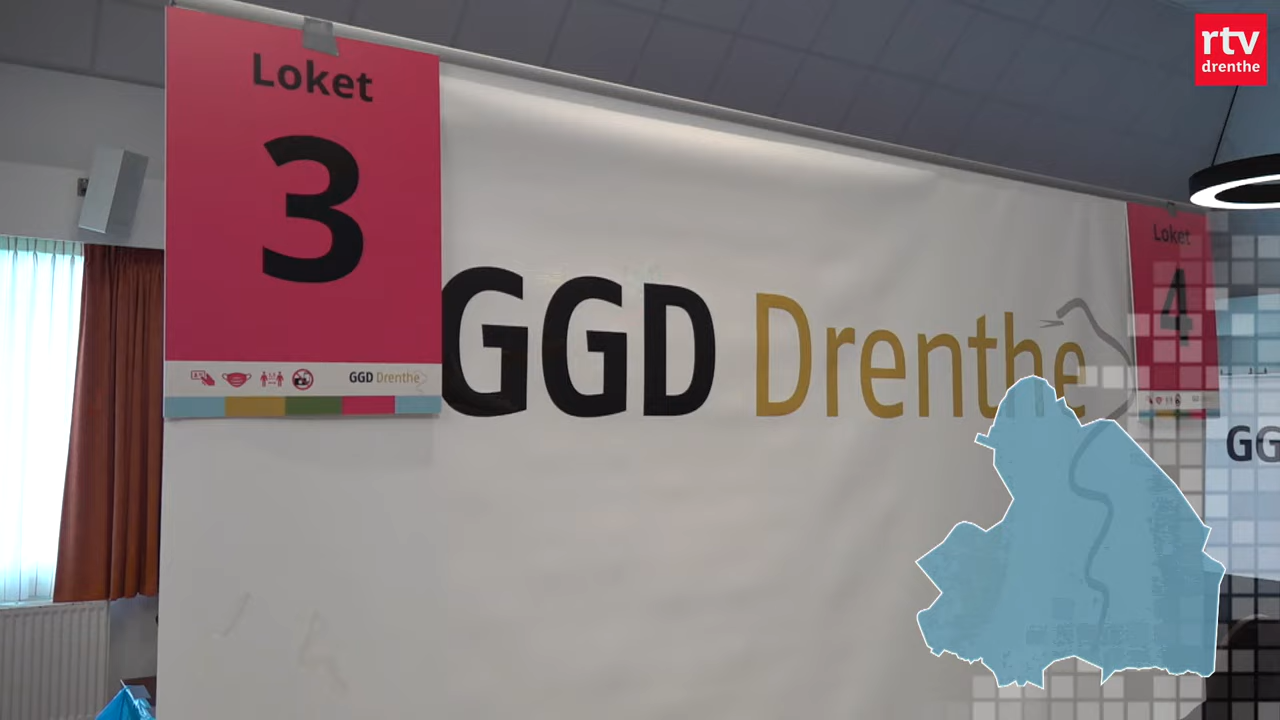 rtv
drenthe
Loket
3
GGD Drenthe
GGD Drenthe
Loket
4
GG